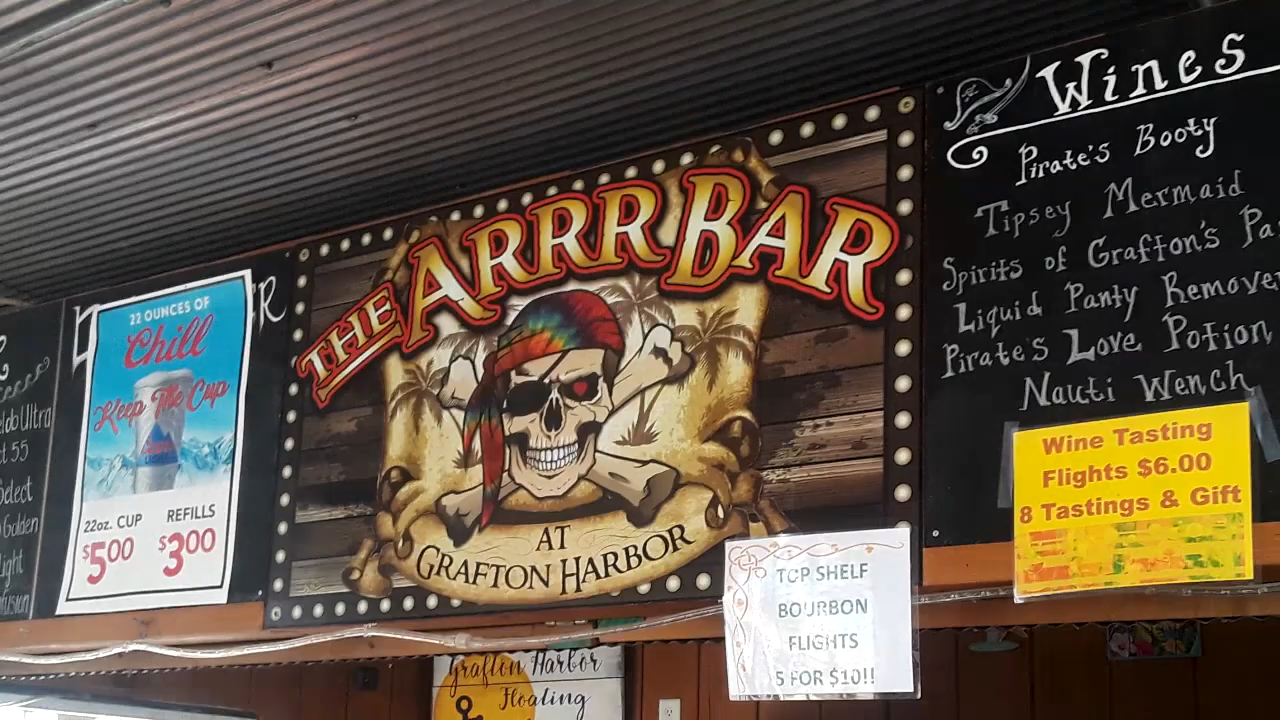 22 OUNCES OF
Chill
Keep The Cup
22oz. CUP
$5.00
REFILLS
$3.00
55
Select
Golden
Light
THE ARRR BAR
AT
GRAFTON HARBOR
Wines
Pirate's Booty
Tipsey Mermaid
Spirits of Grafton's
Liquid Panty Remover
Pirate's Love Potion
Nauti Wench
Wine Tasting
Flights $6.00
8 Tastings & Gift
TOP SHELF
BOURBON
FLIGHTS
5 FOR $10!!
Grafton Harbor
Floating